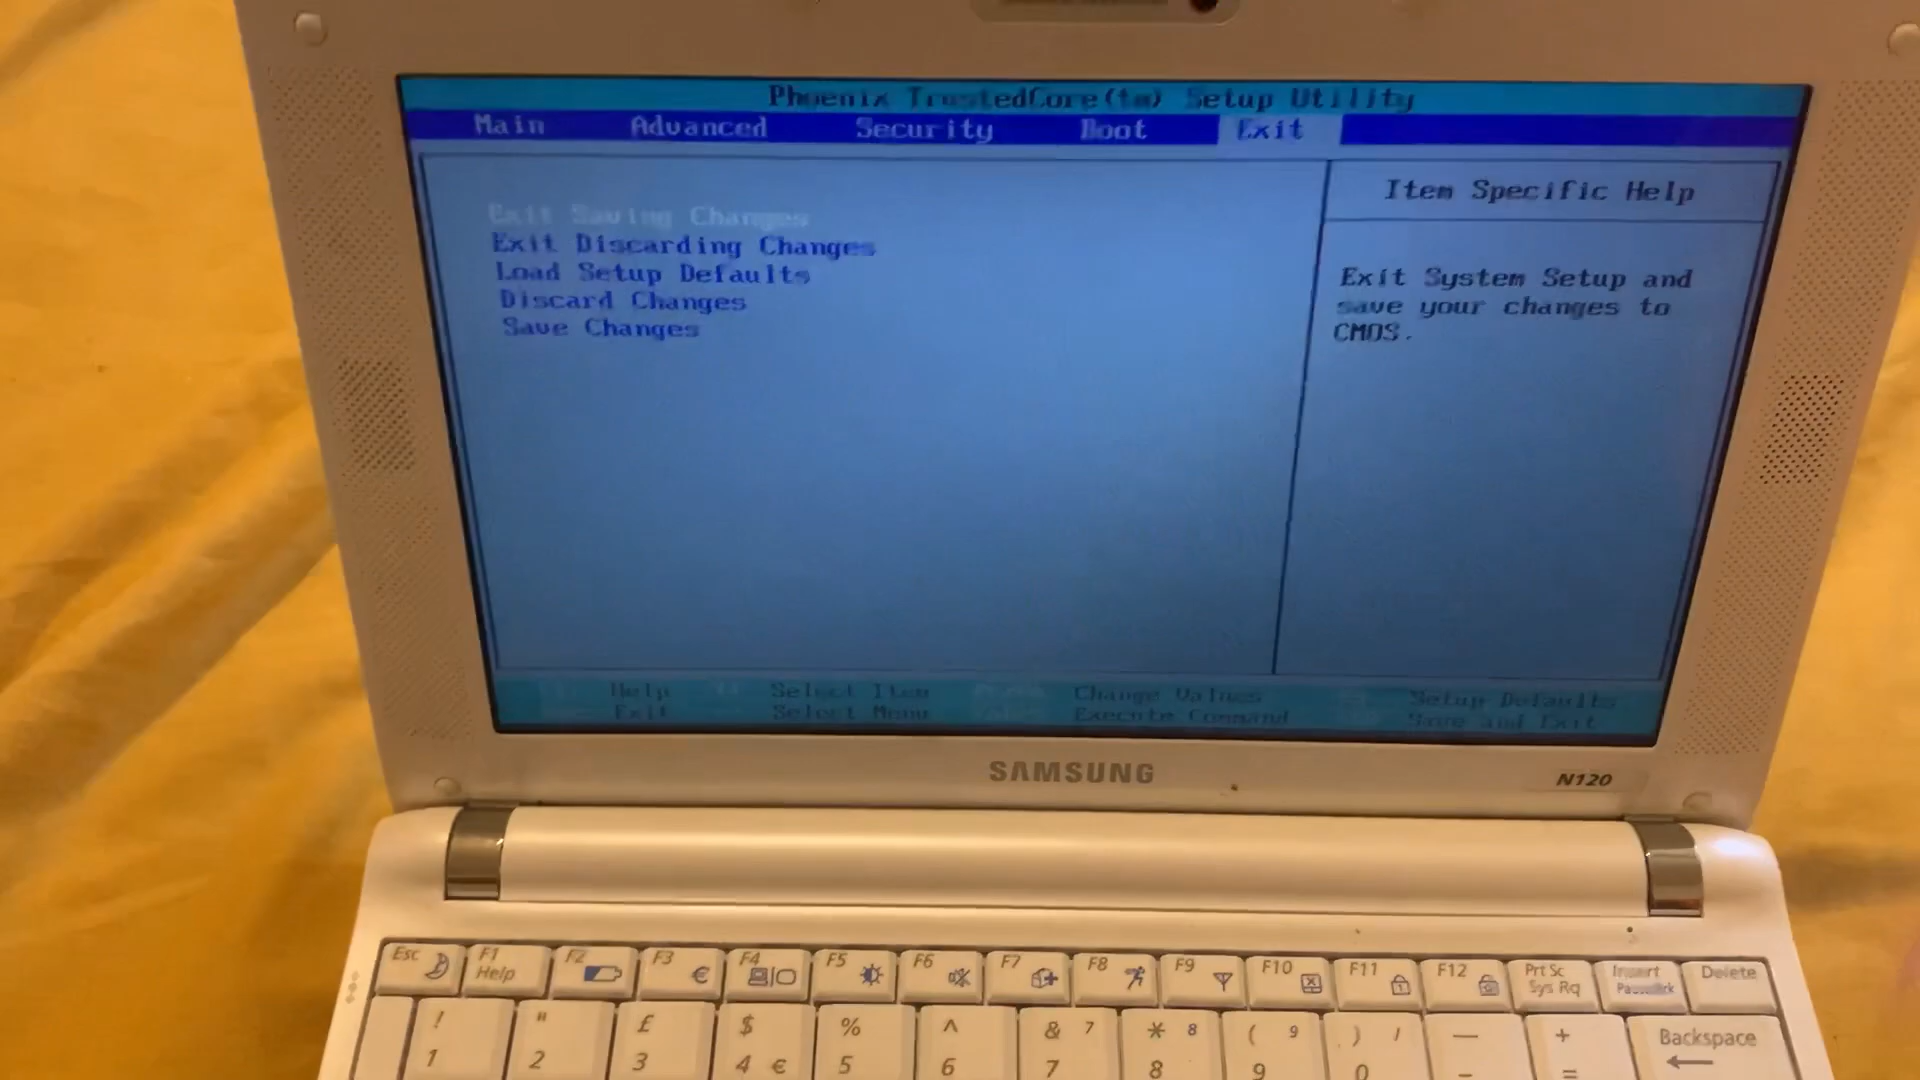 Phoenix TrustedCore(tm) Setup Utility
Main Advanced Security Boot Exit
Item Specific Help
Exit Saving Changes
Exit Discarding Changes
Load Setup Defaults
Discard Changes
Save Changes
Exit System Setup and
save your changes to
CMOS.
Help Select Item Change Values Setup Defaults
Exit Select Menu Execute Command Save and Exit
SAMSUNG
N120
Esc F1 F2 F3 F4 F5 F6 F7 F8 F9 F10 F11 F12 Prt Sc Insert Delete
Help € Sys Rq
! " £ $ % ^ & 7 * 8 ( 9 ) / — + Backspace
1 2 3 4 € 5 6 7 8 9 0 - =